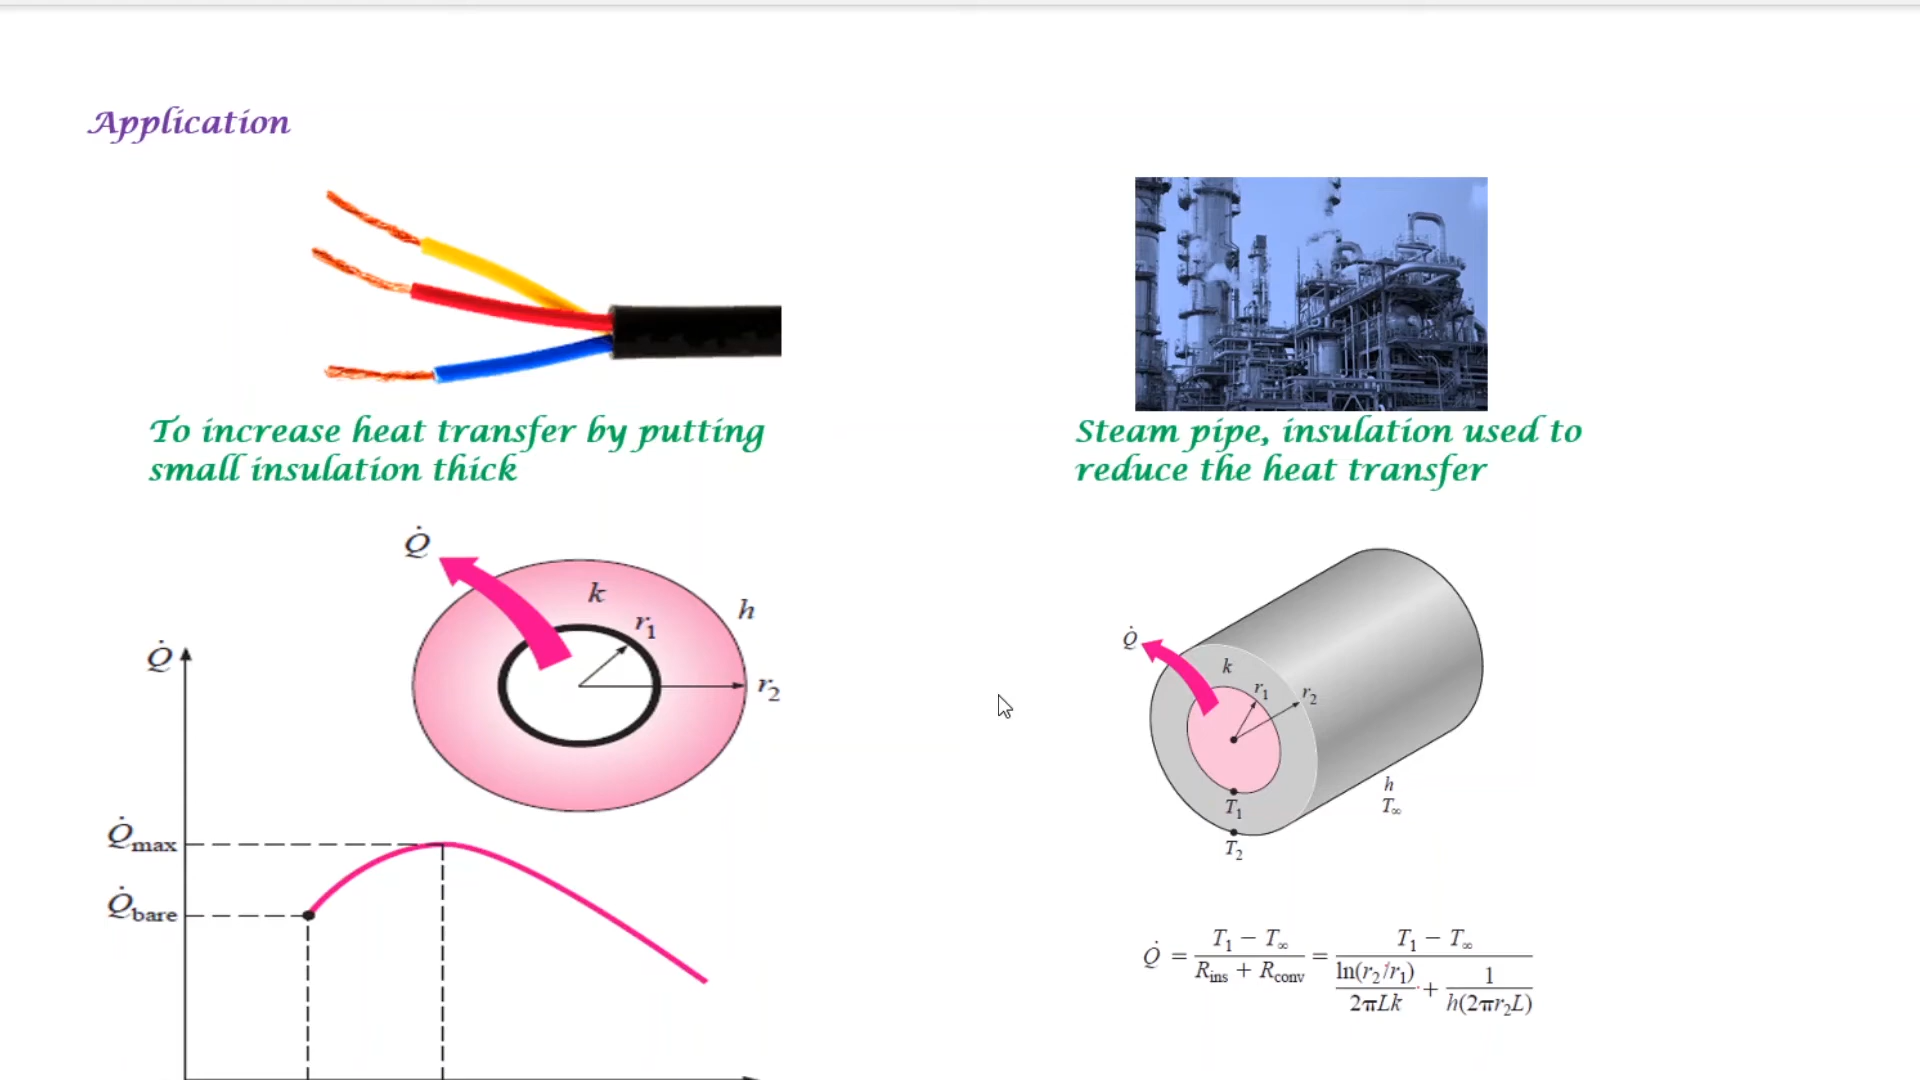 Application
To increase heat transfer by putting
small insulation thick
Steam pipe, insulation used to
reduce the heat transfer
Q̇
k
h
r₁
r₂
Q̇
Q̇max
Q̇bare
Q̇
k
r₁
r₂
T₁
T₂
h
T∞
Q̇ = (T₁ − T∞)/(Rins + Rconv) = (T₁ − T∞)/(ln(r₂/r₁)/(2πLk) + 1/(h(2πr₂L)))